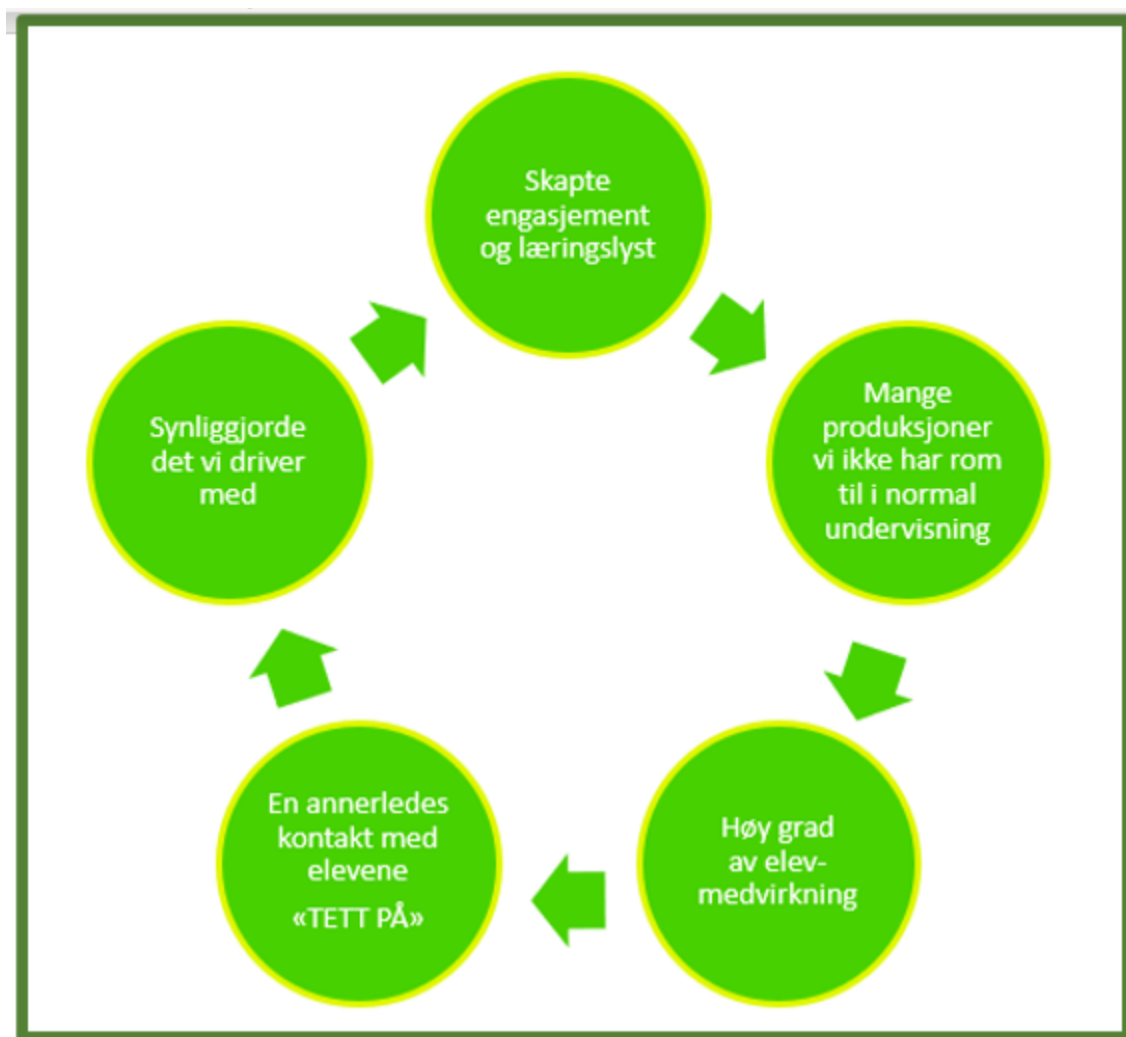 Skapte
engasjement
og læringslyst
Mange
produksjoner
vi ikke har rom
til i normal
undervisning
Høy grad
av elev-
medvirkning
En annerledes
kontakt med
elevene
«TETT PÅ»
Synliggjorde
det vi driver
med